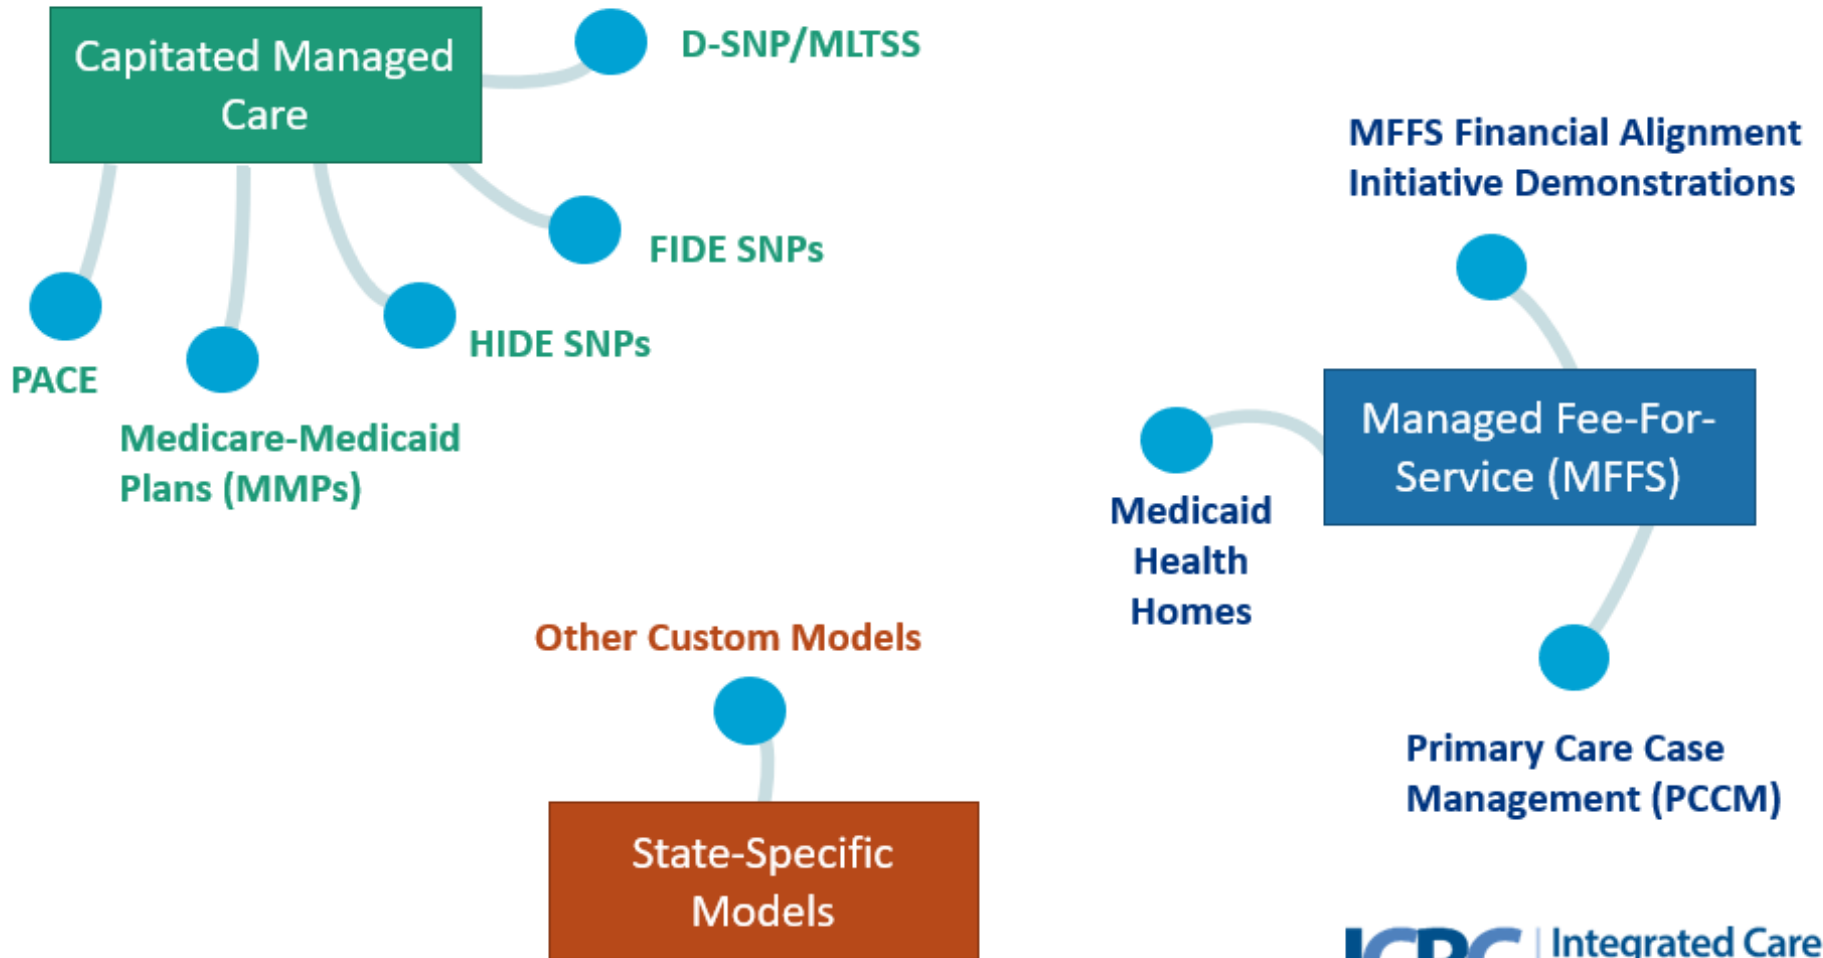 Capitated Managed
Care
D-SNP/MLTSS
FIDE SNPs
HIDE SNPs
PACE
Medicare-Medicaid
Plans (MMPs)
MFFS Financial Alignment
Initiative Demonstrations
Managed Fee-For-
Service (MFFS)
Medicaid
Health
Homes
Primary Care Case
Management (PCCM)
Other Custom Models
State-Specific
Models
ICRC
Integrated Care